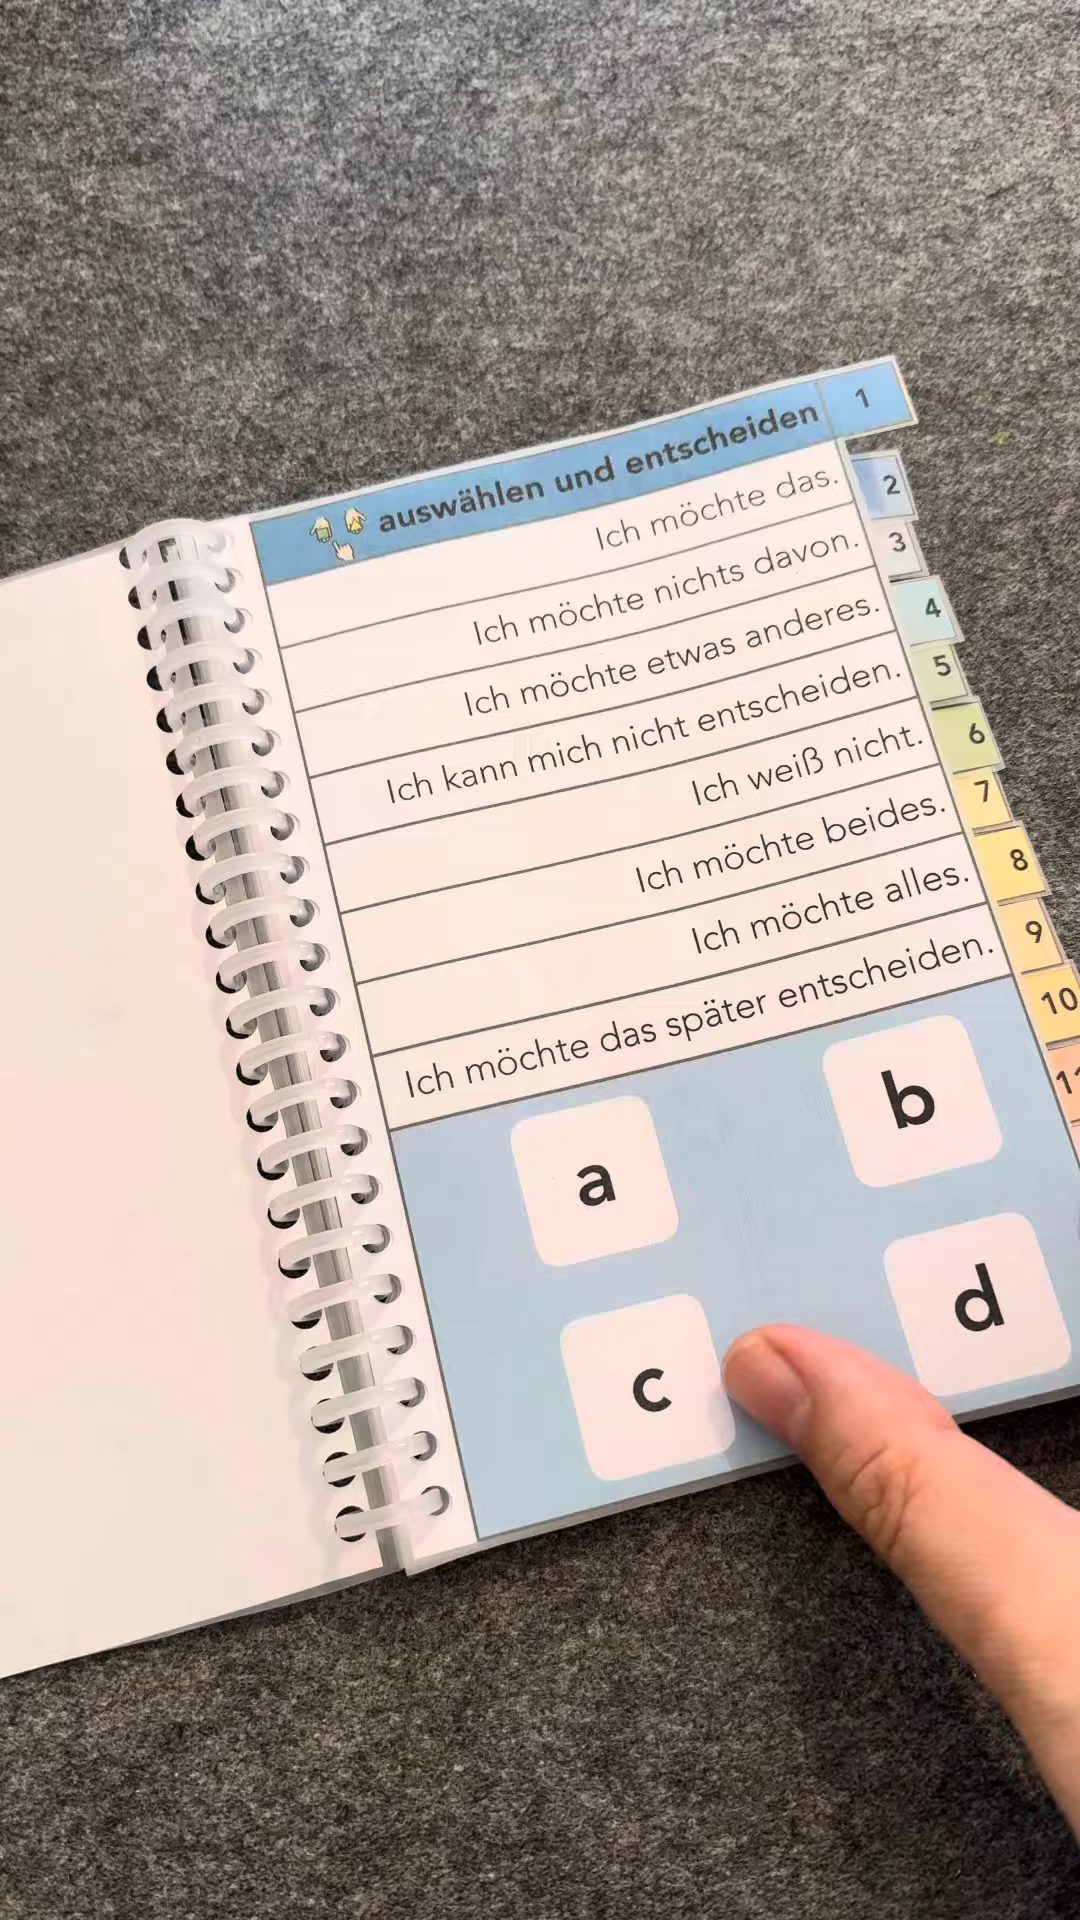 auswählen und entscheiden 1
Ich möchte das.
2
Ich möchte nichts davon.
3
Ich möchte etwas anderes.
4
Ich kann mich nicht entscheiden.
5
Ich weiß nicht.
6
Ich möchte beides.
7
Ich möchte alles.
8
Ich möchte das später entscheiden.
9
10
11
a
b
c
d